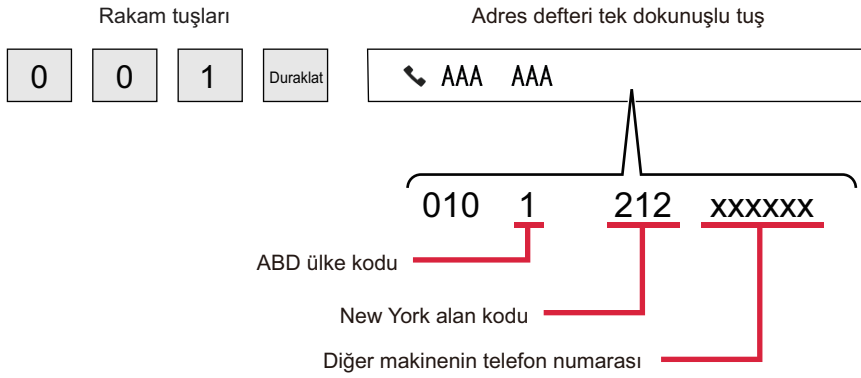 Rakam tuşları
Adres defteri tek dokunuşlu tuş
0 0 1 Duraklat AAA AAA
010 1 212 xxxxxx
ABD ülke kodu
New York alan kodu
Diğer makinenin telefon numarası